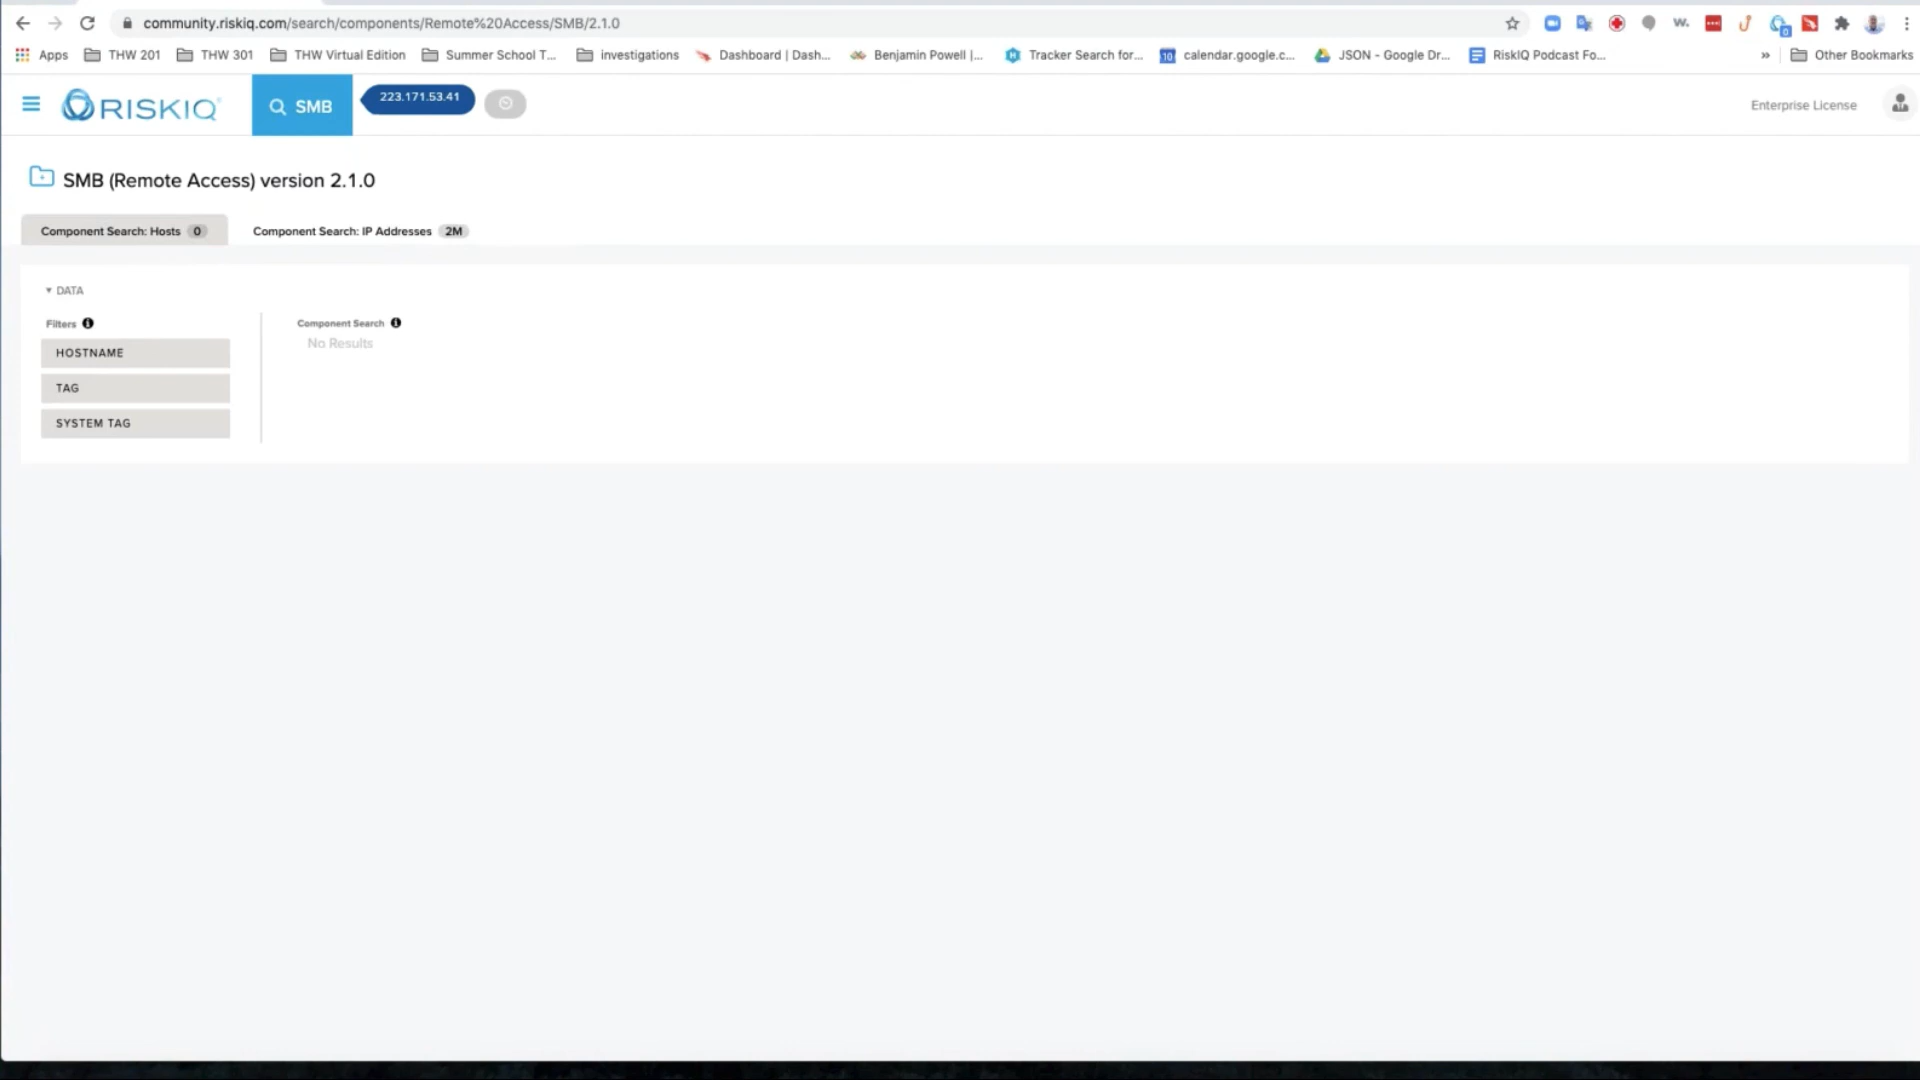 community.riskiq.com/search/components/Remote%20Access/SMB/2.1.0
Apps THW 201 THW 301 THW Virtual Edition Summer School T... investigations Dashboard | Dash... Benjamin Powell |... Tracker Search for... 10 calendar.google.c... JSON - Google Dr... RiskIQ Podcast Fo... » Other Bookmarks
RISKIQ SMB 223.171.53.41 Enterprise License
SMB (Remote Access) version 2.1.0
Component Search: Hosts 0 Component Search: IP Addresses 2M
DATA
Filters Component Search
HOSTNAME No Results
TAG
SYSTEM TAG